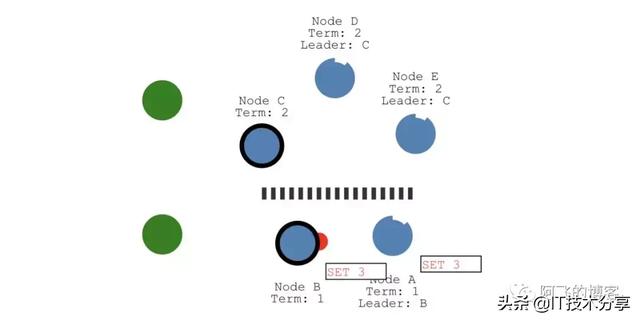 Node D
Term: 2
Leader: C
Node E
Term: 2
Leader: C
Node C
Term: 2
SET 3
SET 3
Node B
Term: 1
Node A
Term: 1
Leader: B
阿飞的博客
头条 @IT技术分享